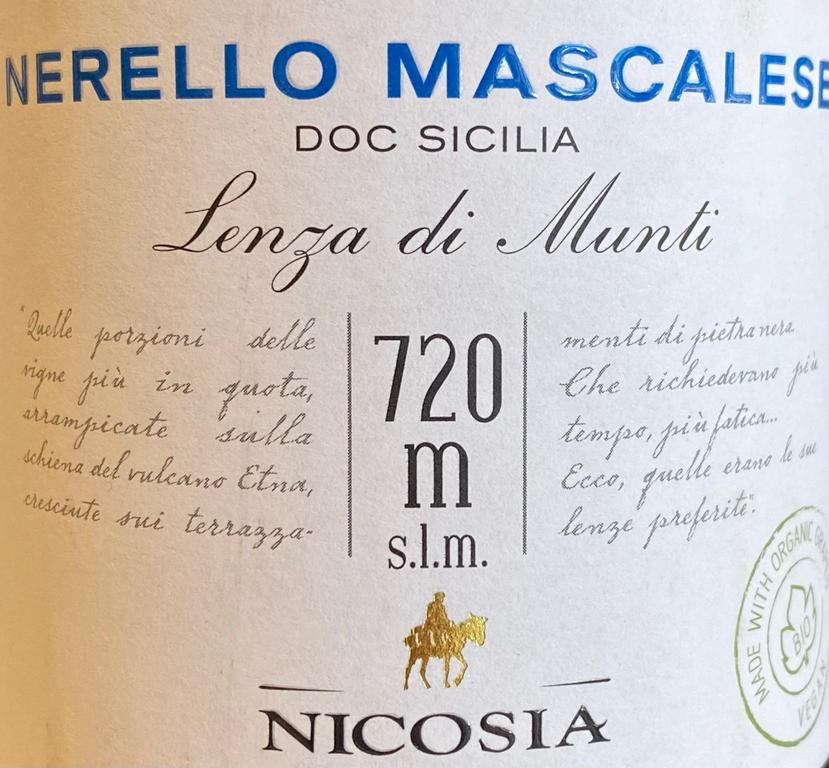 NERELLO MASCALESE
DOC SICILIA
Lenza di Munti
"Quelle porzioni delle
vigne più in quota,
arrampicate sulla
schiena del vulcano Etna,
cresciute sui terrazza-
menti di pietra nera.
Che richiedevano più
tempo, più fatica...
Ecco, quelle erano le sue
lenze preferite".
720
m
s.l.m.
MADE WITH ORGANIC
BIO
VEGAN
NICOSIA